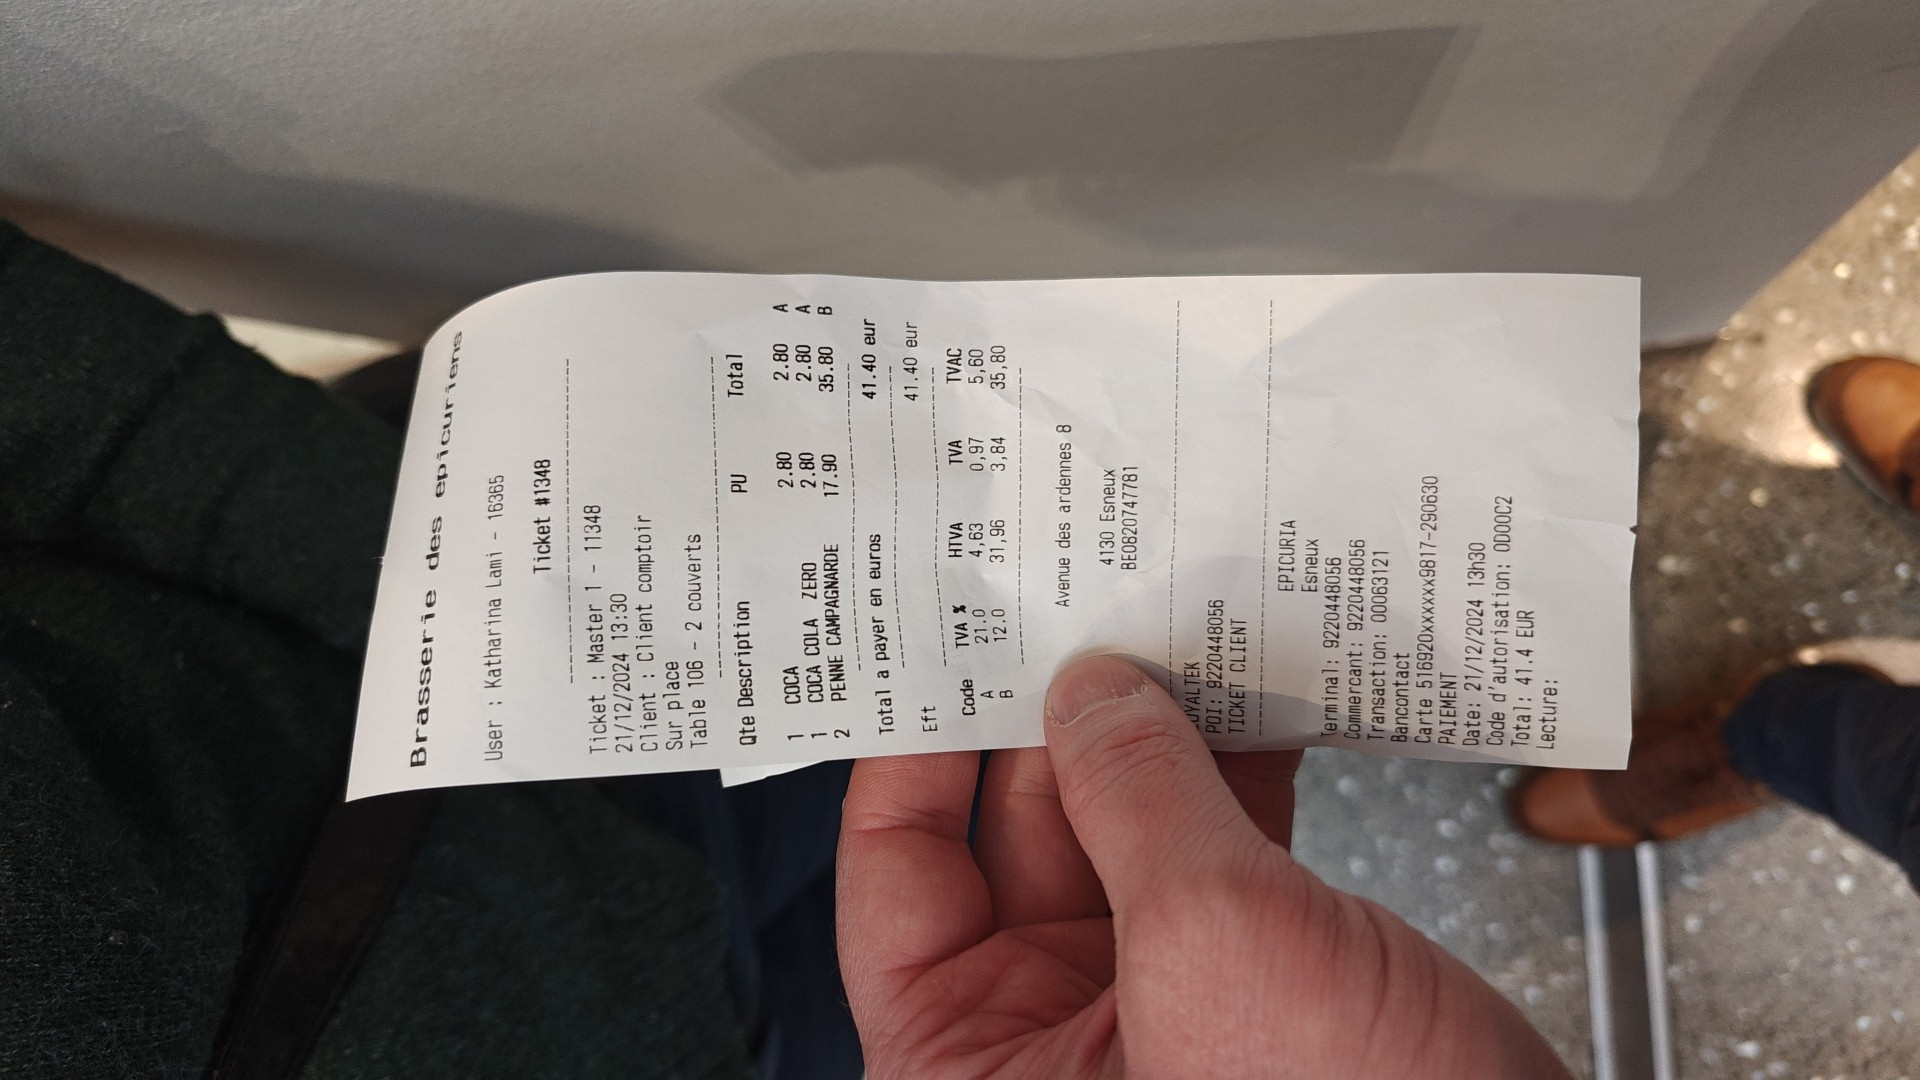 Brasserie des epicuriens
User : Katharina Lami - 16365
Ticket #1348
Ticket : Master 1 - 11348
21/12/2024 13:30
Client : Client comptoir
Sur place
Table 106 - 2 couverts
Qte Description PU Total
1 COCA 2.80 2.80 A
1 COCA COLA ZERO 2.80 2.80 A
2 PENNE CAMPAGNARDE 17.90 35.80 B
Total a payer en euros 41.40 eur
Eft 41.40 eur
Code TVA % HTVA TVA TVAC
A 21.0 4,63 0,97 5,60
B 12.0 31,96 3,84 35,80
Avenue des ardennes 8
4130 Esneux
BE0820747781
POI: 9220448056
TICKET CLIENT
EPICURIA
Esneux
Terminal: 9220448056
Commerant: 9220448056
Transaction: 00063121
Bancontact
Carte 516920xxxxxxx9817-290630
PAIEMENT
Date: 21/12/2024 13h30
Code d'autorisation: 0D00C2
Total: 41.4 EUR
Lecture: